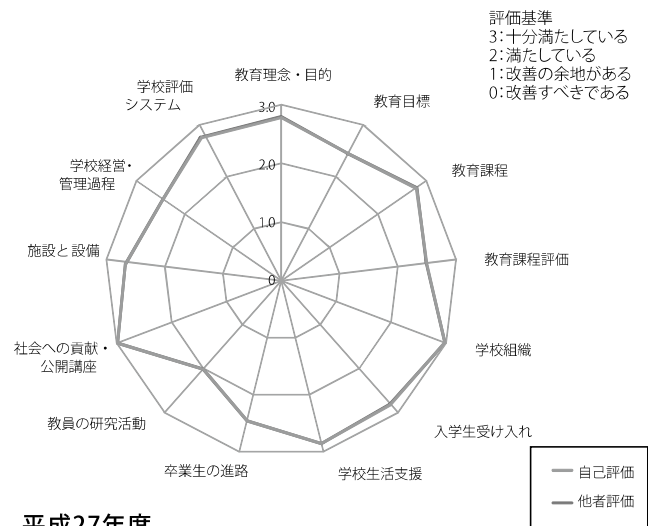 評価基準
3：十分満たしている
2：満たしている
1：改善の余地がある
0：改善すべきである
教育理念・目的
教育目標
教育課程
教育課程評価
学校組織
入学生受け入れ
学校生活支援
卒業生の進路
教員の研究活動
社会への貢献・
公開講座
施設と設備
学校経営・
管理過程
学校評価
システム
3.0
2.0
1.0
0
自己評価
他者評価
平成27年度